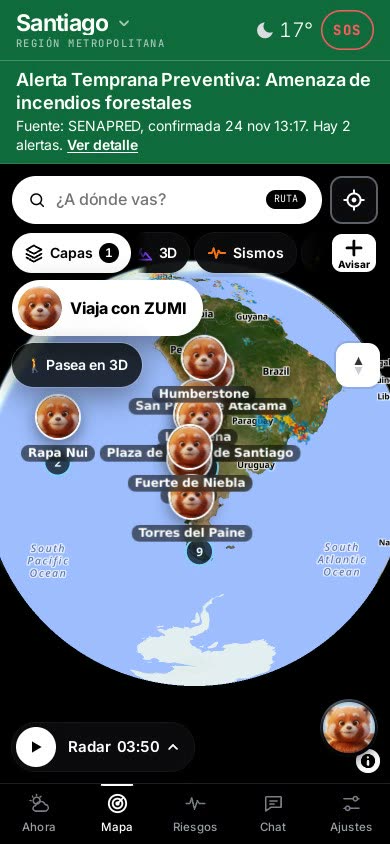 Santiago
17°
SOS
REGIÓN METROPOLITANA
Alerta Temprana Preventiva: Amenaza de
incendios forestales
Fuente: SENAPRED, confirmada 24 nov 13:17. Hay 2
alertas. Ver detalle
¿A dónde vas?
RUTA
Capas 1
3D
Sismos
Avisar
Viaja con ZUMI
Guyana
Pasea en 3D
Brazil
Humberstone
San P
Atacama
Rapa Nui
2
Plaza de
de Santiago
Uruguay
Fuerte de Niebla
Torres del Paine
9
South
Pacific
Ocean
South
Atlantic
Ocean
Radar 03:50
Ahora
Mapa
Riesgos
Chat
Ajustes